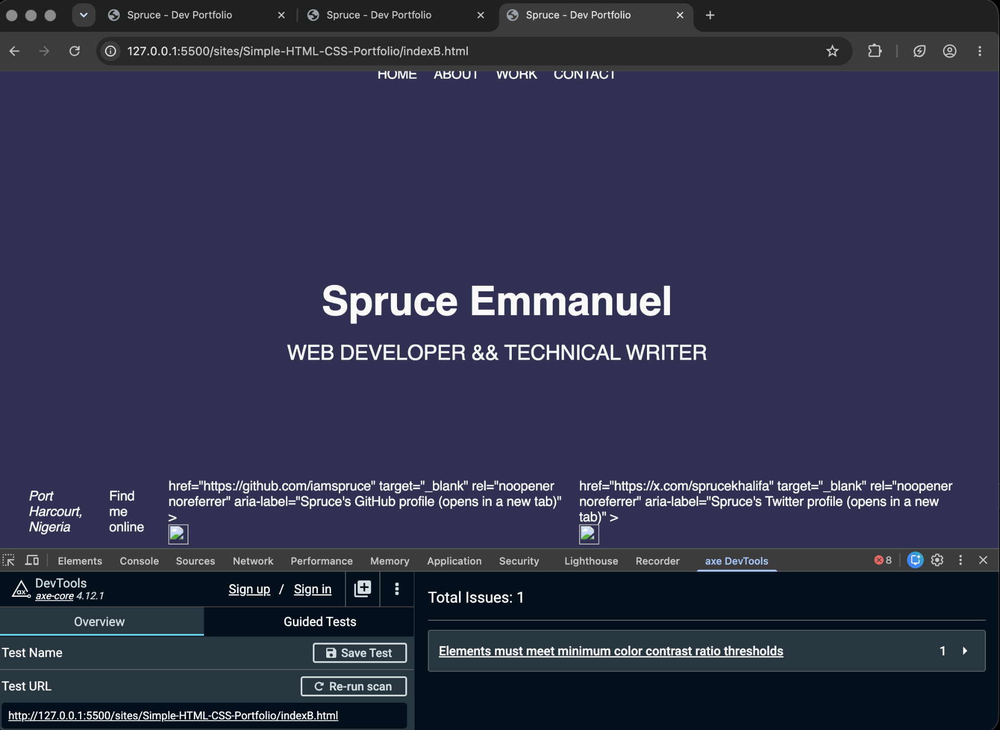 Spruce - Dev Portfolio
Spruce - Dev Portfolio
Spruce - Dev Portfolio
127.0.0.1:5500/sites/Simple-HTML-CSS-Portfolio/indexB.html
HOME ABOUT WORK CONTACT
Spruce Emmanuel
WEB DEVELOPER && TECHNICAL WRITER
Port
Harcourt,
Nigeria
Find
me
online
href="https://github.com/iamspruce" target="_blank" rel="noopener
noreferrer" aria-label="Spruce's GitHub profile (opens in a new tab)"
>
href="https://x.com/sprucekhalifa" target="_blank" rel="noopener
noreferrer" aria-label="Spruce's Twitter profile (opens in a new
tab)" >
Elements Console Sources Network Performance Memory Application Security Lighthouse Recorder axe DevTools 8
ax
DevTools
axe-core 4.12.1
Sign up / Sign in
Overview Guided Tests
Test Name
Save Test
Test URL
Re-run scan
http://127.0.0.1:5500/sites/Simple-HTML-CSS-Portfolio/indexB.html
Total Issues: 1
Elements must meet minimum color contrast ratio thresholds 1